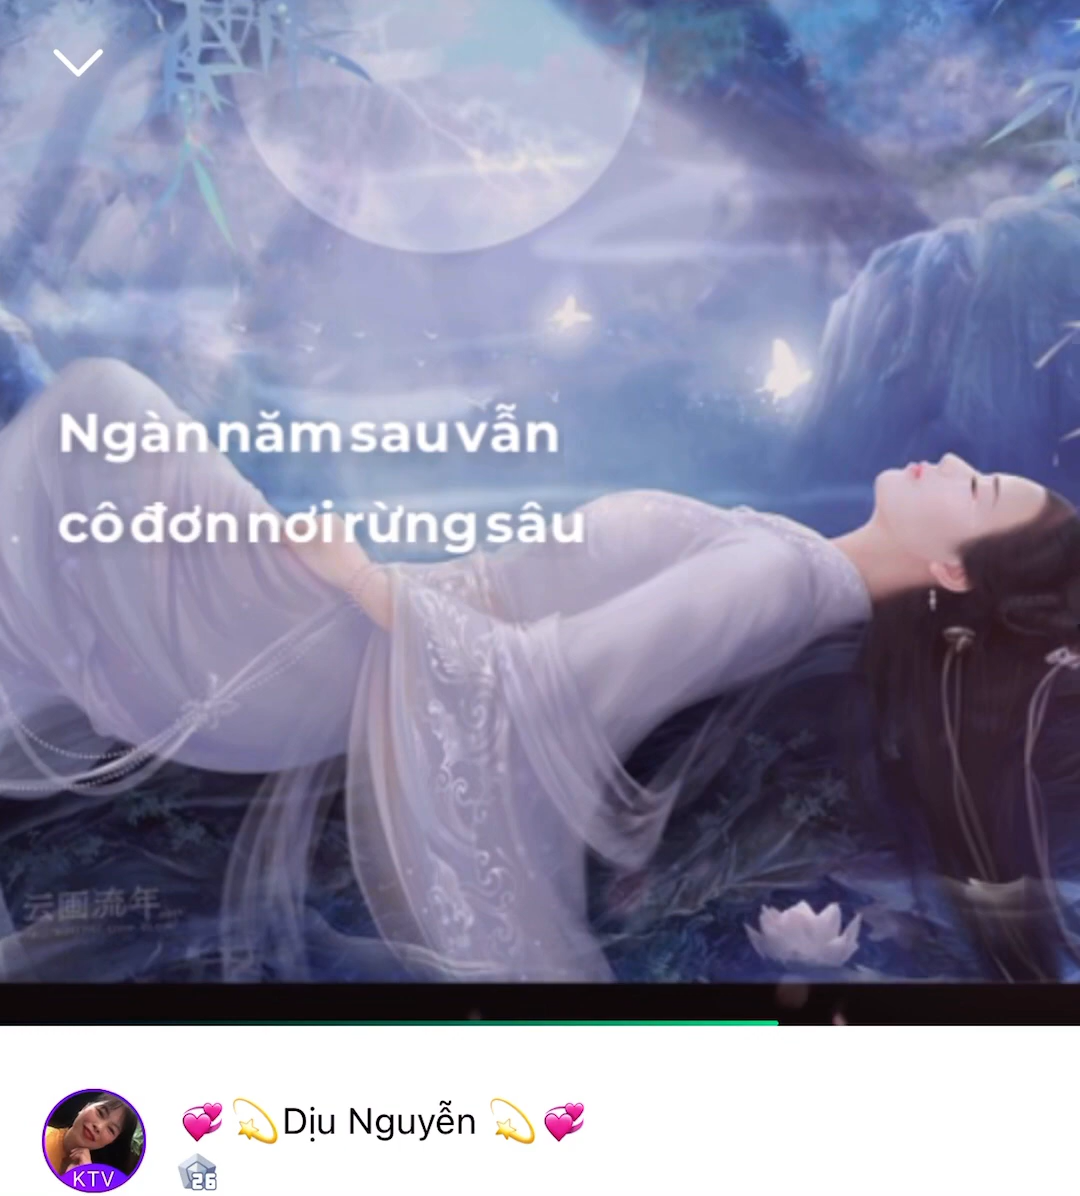 Ngàn năm sau vẫn
cô đơn nơi rừng sâu
云画流年
💞 💫Dịu Nguyễn 💫💞
KTV
26